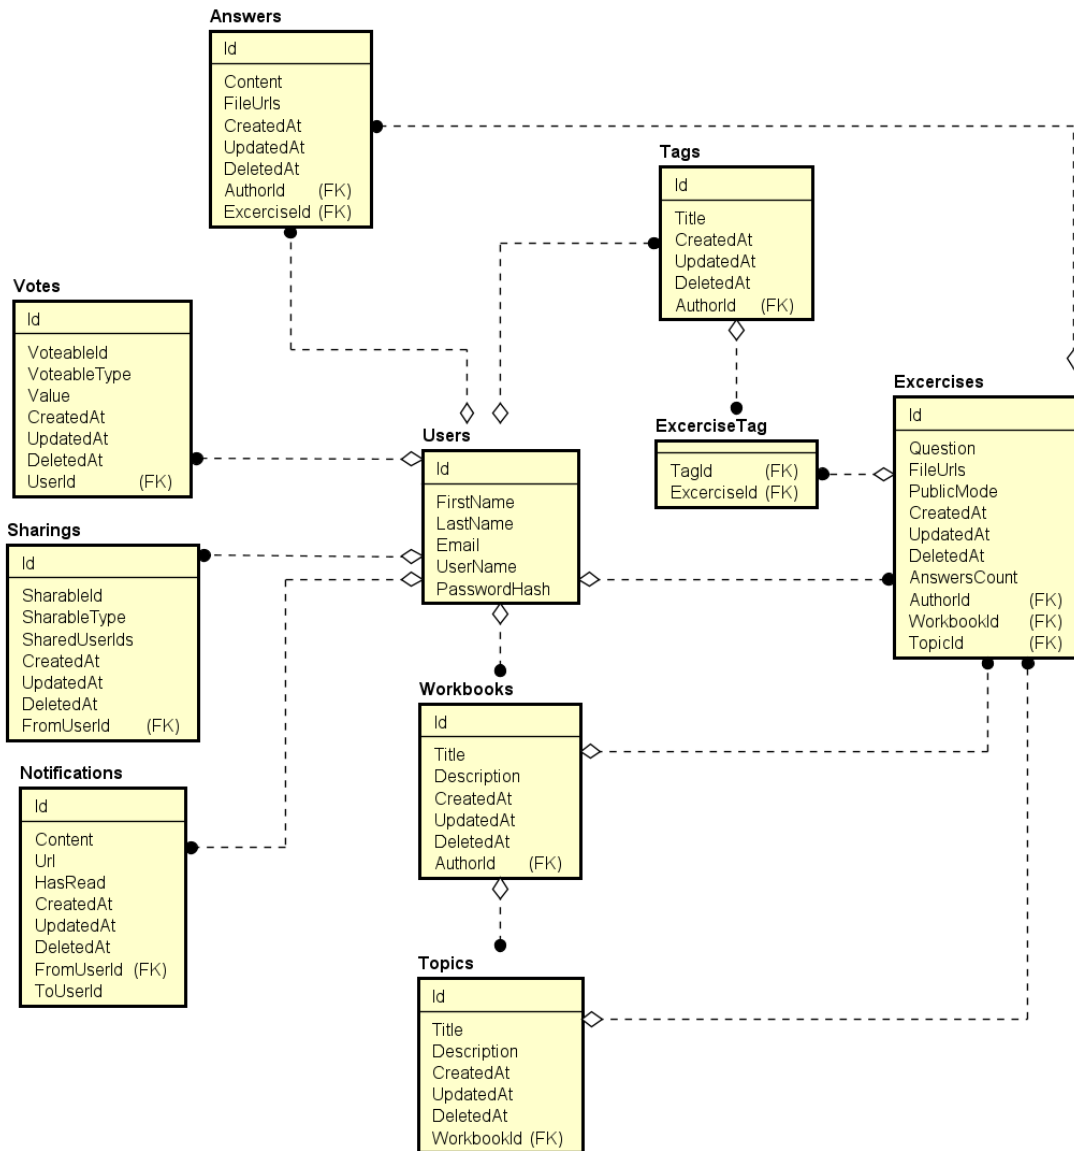 Answers
Id
Content
FileUrls
CreatedAt
UpdatedAt
DeletedAt
AuthorId (FK)
ExcerciseId (FK)
Tags
Id
Title
CreatedAt
UpdatedAt
DeletedAt
AuthorId (FK)
Votes
Id
VoteableId
VoteableType
Value
CreatedAt
UpdatedAt
DeletedAt
UserId (FK)
Users
Id
FirstName
LastName
Email
UserName
PasswordHash
ExcerciseTag
TagId (FK)
ExcerciseId (FK)
Excercises
Id
Question
FileUrls
PublicMode
CreatedAt
UpdatedAt
DeletedAt
AnswersCount
AuthorId (FK)
WorkbookId (FK)
TopicId (FK)
Sharings
Id
SharableId
SharableType
SharedUserIds
CreatedAt
UpdatedAt
DeletedAt
FromUserId (FK)
Workbooks
Id
Title
Description
CreatedAt
UpdatedAt
DeletedAt
AuthorId (FK)
Notifications
Id
Content
Url
HasRead
CreatedAt
UpdatedAt
DeletedAt
FromUserId (FK)
ToUserId
Topics
Id
Title
Description
CreatedAt
UpdatedAt
DeletedAt
WorkbookId (FK)